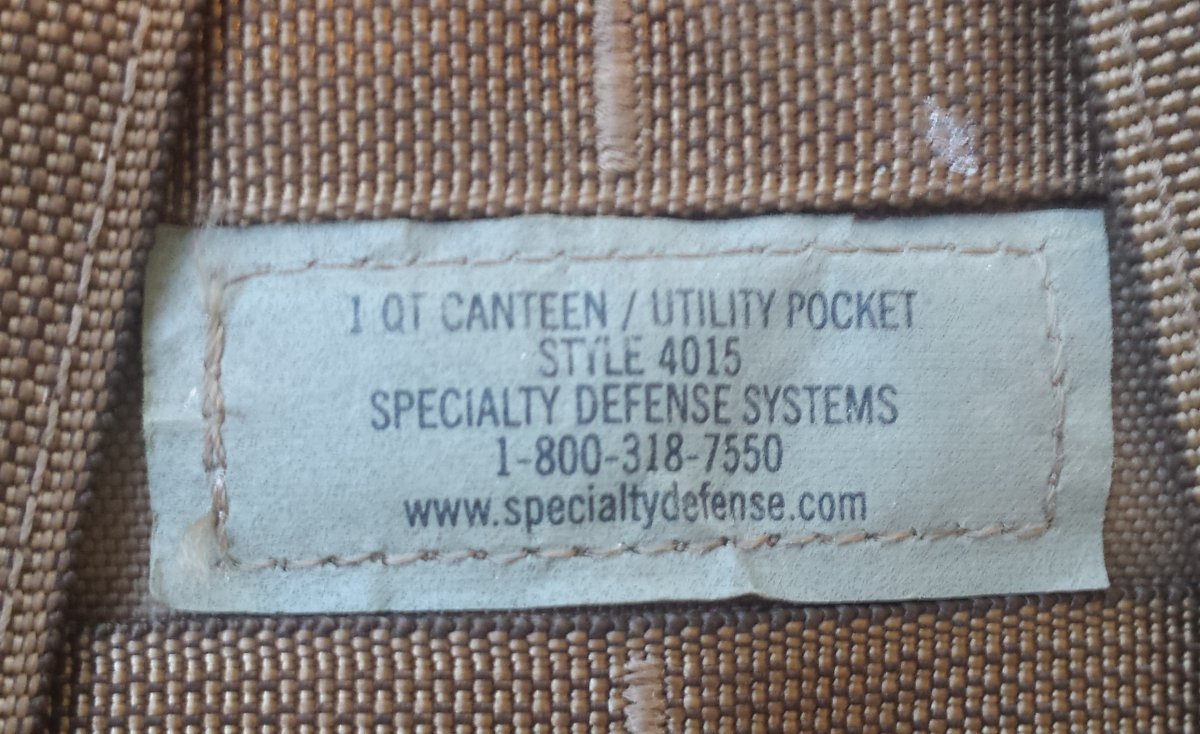 1 QT CANTEEN / UTILITY POCKET
STYLE 4015
SPECIALTY DEFENSE SYSTEMS
1-800-318-7550
www.specialtydefense.com